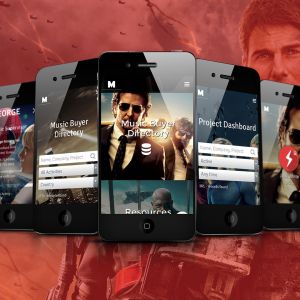 EORGE
M
Music Buyer
Directory
Name, Company, Project
All Activities
Country
M
Music Buyer
Directory
Resources
Project Dashboard
Name, Company, Project
Active
Any time